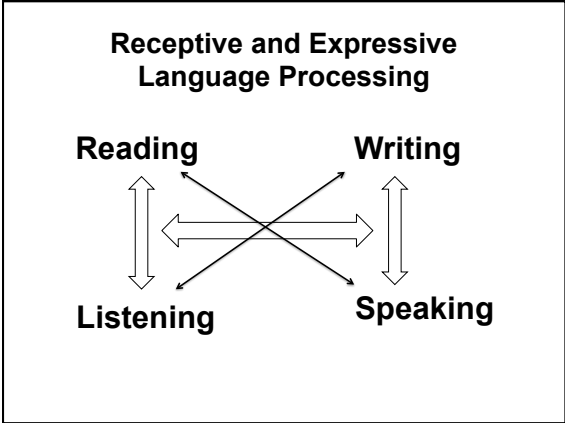 Receptive and Expressive
Language Processing
Reading
Writing
Listening
Speaking